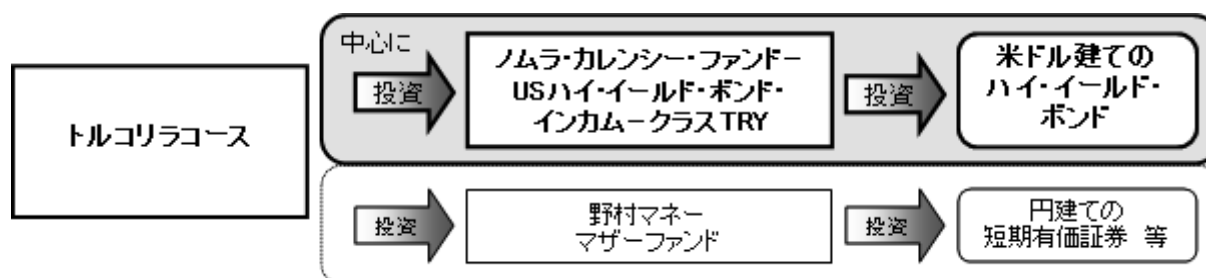 トルコリラコース
中心に
投資
ノムラ・カレンシー・ファンドー
USハイ・イールド・ボンド・
インカムークラスTRY
投資
米ドル建ての
ハイ・イールド・
ボンド
投資
野村マネー
マザーファンド
投資
円建ての
短期有価証券 等